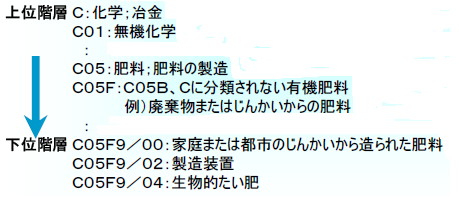 上位階層 C：化学；冶金
C01：無機化学
：
C05：肥料；肥料の製造
C05F：C05B、Cに分類されない有機肥料
例）廃棄物またはじんかいからの肥料
：
下位階層 C05F9／00：家庭または都市のじんかいから造られた肥料
C05F9／02：製造装置
C05F9／04：生物的たい肥